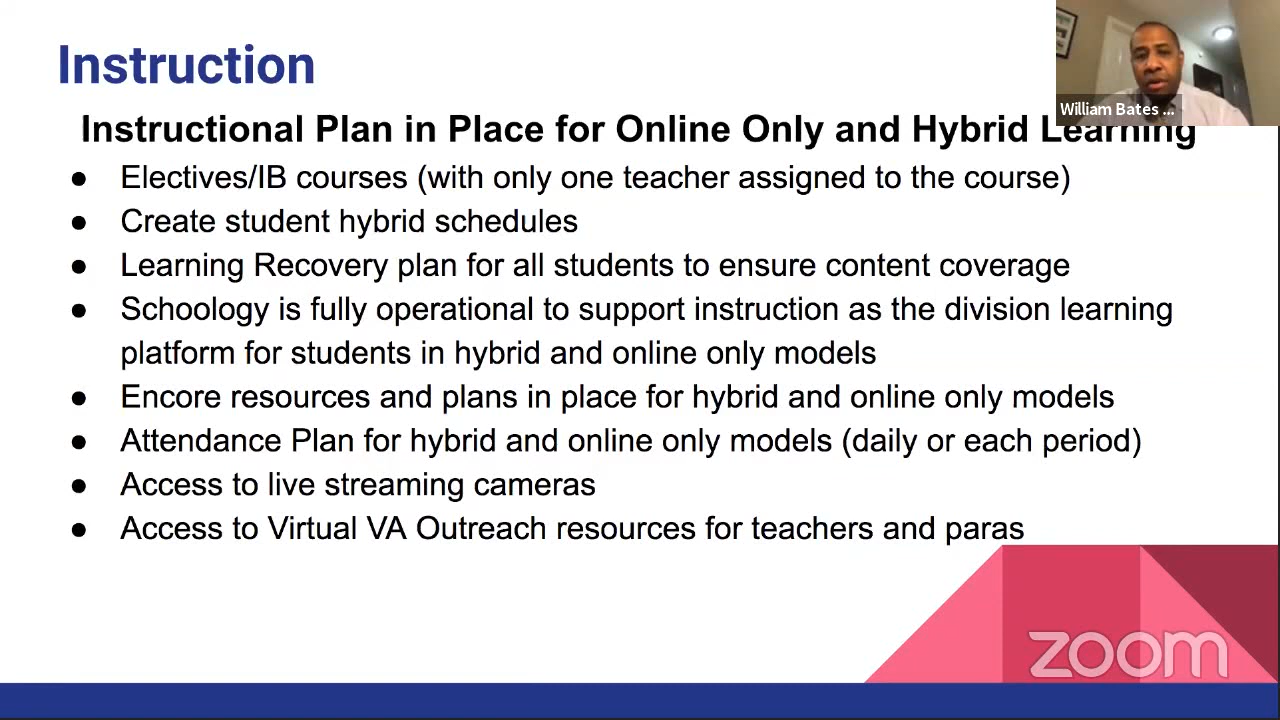 Instruction
William Bates ...
Instructional Plan in Place for Online Only and Hybrid Learning
● Electives/IB courses (with only one teacher assigned to the course)
● Create student hybrid schedules
● Learning Recovery plan for all students to ensure content coverage
● Schoology is fully operational to support instruction as the division learning
platform for students in hybrid and online only models
● Encore resources and plans in place for hybrid and online only models
● Attendance Plan for hybrid and online only models (daily or each period)
● Access to live streaming cameras
● Access to Virtual VA Outreach resources for teachers and paras
zoom